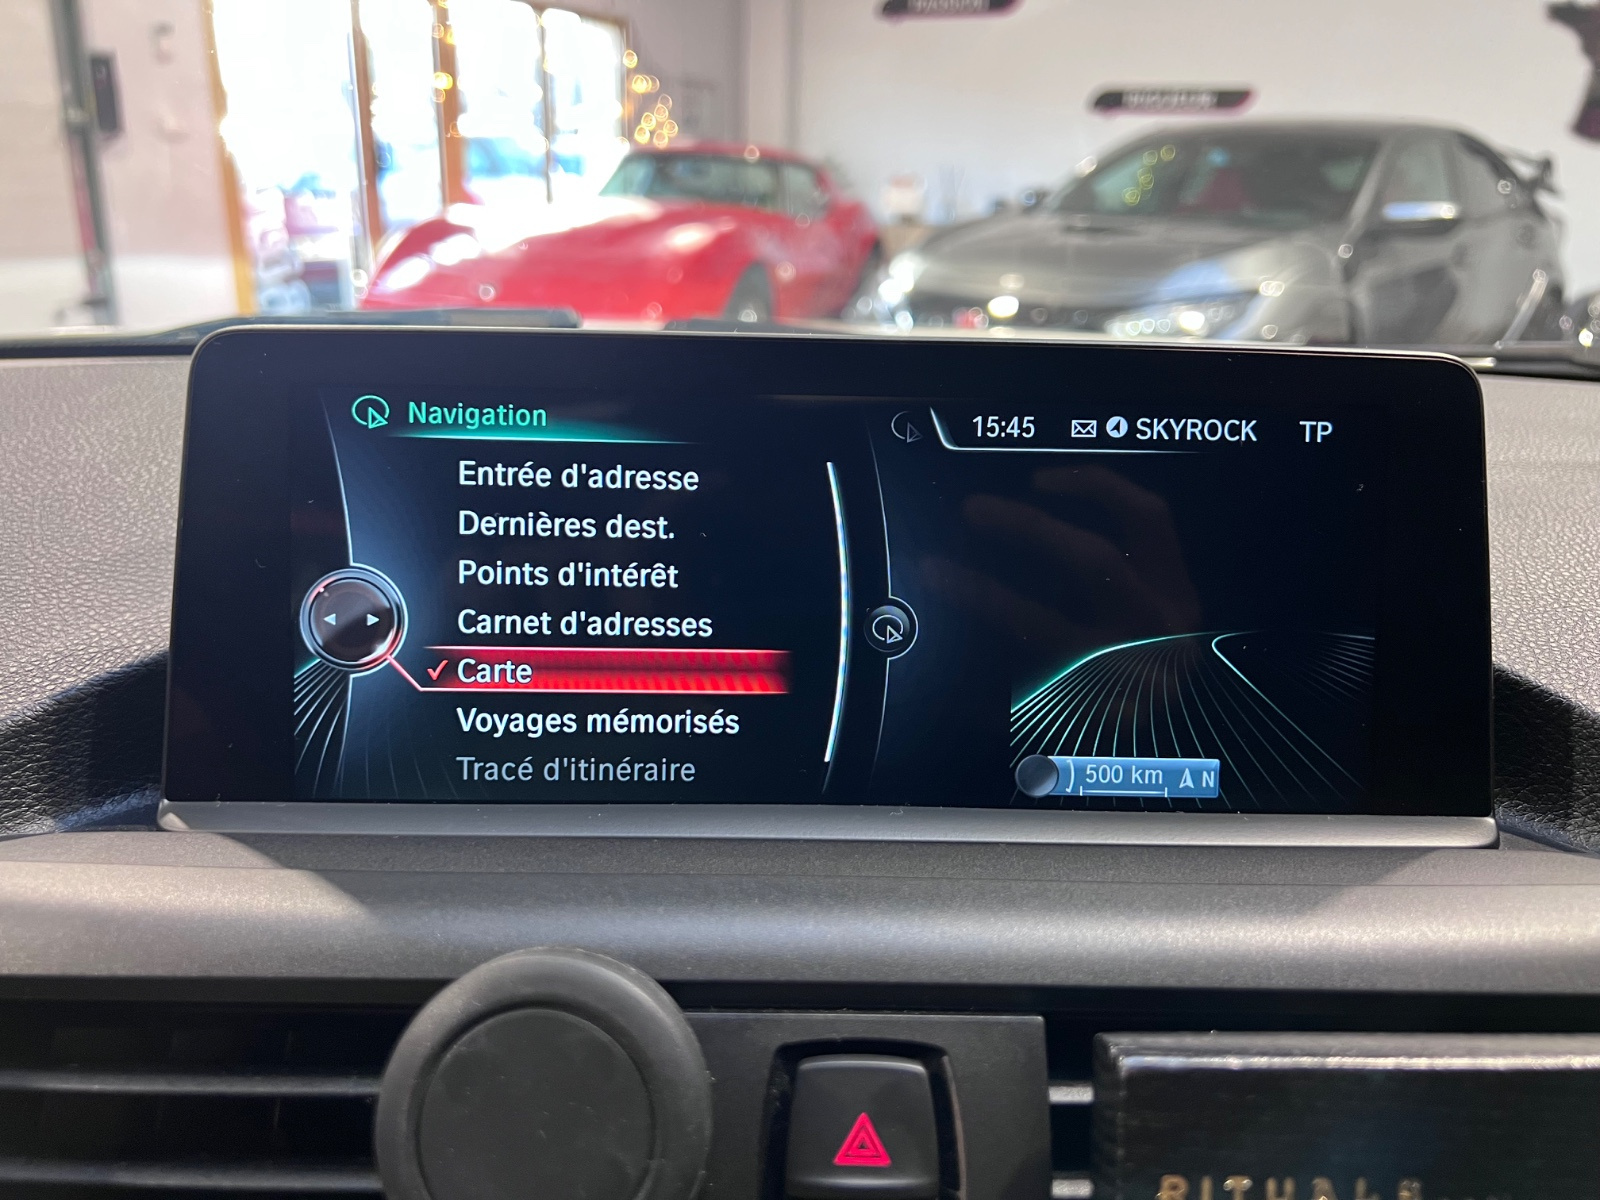 Navigation
15:45 SKYROCK TP
Entrée d'adresse
Dernières dest.
Points d'intérêt
Carnet d'adresses
Carte
Voyages mémorisés
Tracé d'itinéraire
500 km N
RITUALS